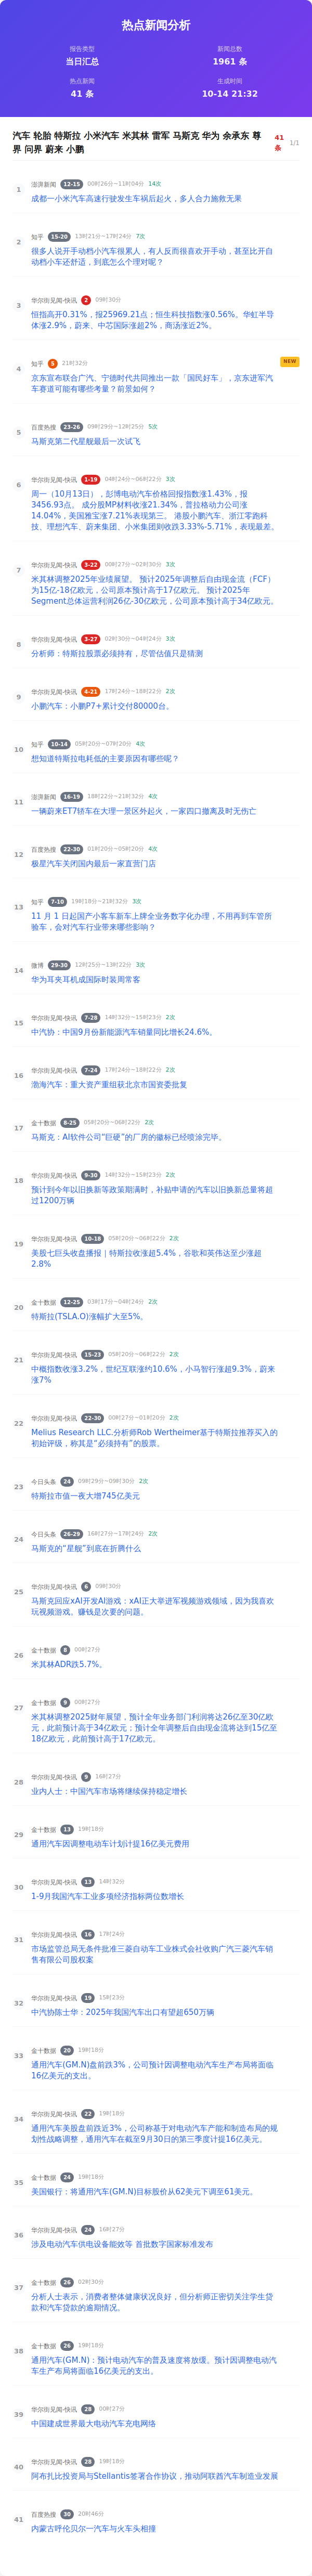 热点新闻分析
报告类型
当日汇总
新闻总数
1961 条
热点新闻
41 条
生成时间
10-14 21:32
汽车 轮胎 特斯拉 小米汽车 米其林 雷军 马斯克 华为 余承东 尊
界 问界 蔚来 小鹏
41
条
1/1
1
澎湃新闻 12-15 00时26分~11时04分 14次
成都一小米汽车高速行驶发生车祸后起火，多人合力施救无果
2
知乎 15-20 13时21分~17时24分 7次
很多人说开手动档小汽车很累，有人反而很喜欢开手动，甚至比开自
动档小车还舒适，到底怎么个理对呢？
3
华尔街见闻-快讯 2 09时30分
恒指高开0.31%，报25969.21点；恒生科技指数涨0.56%。华虹半导
体涨2.9%，蔚来、中芯国际涨超2%，商汤涨近2%。
4
知乎 5 21时32分
NEW
京东宣布联合广汽、宁德时代共同推出一款「国民好车」，京东进军汽
车赛道可能有哪些考量？前景如何？
5
百度热搜 23-26 09时29分~12时25分 5次
马斯克第二代星舰最后一次试飞
6
华尔街见闻-快讯 1-19 04时24分~06时22分 3次
周一（10月13日），彭博电动汽车价格回报指数涨1.43%，报
3456.93点。 成分股MP材料收涨21.34%，普拉格动力公司涨
14.04%，美国雅宝涨7.21%表现第三。 港股小鹏汽车、浙江零跑科
技、理想汽车、蔚来集团、小米集团则收跌3.33%-5.71%，表现最差。
7
华尔街见闻-快讯 3-22 00时27分~02时30分 3次
米其林调整2025年业绩展望。 预计2025年调整后自由现金流（FCF）
为15亿-18亿欧元，公司原本预计高于17亿欧元。 预计2025年
Segment总体运营利润26亿-30亿欧元，公司原本预计高于34亿欧元。
8
华尔街见闻-快讯 3-27 02时30分~04时24分 3次
分析师：特斯拉股票必须持有，尽管估值只是猜测
9
华尔街见闻-快讯 4-21 17时24分~18时22分 2次
小鹏汽车：小鹏P7+累计交付80000台。
10
知乎 10-14 05时20分~07时20分 4次
想知道特斯拉电耗低的主要原因有哪些呢？
11
澎湃新闻 16-19 18时22分~21时32分 4次
一辆蔚来ET7轿车在大理一景区外起火，一家四口撤离及时无伤亡
12
百度热搜 22-30 01时20分~05时20分 4次
极星汽车关闭国内最后一家直营门店
13
知乎 7-10 19时18分~21时32分 3次
11 月 1 日起国产小客车新车上牌全业务数字化办理，不用再到车管所
验车，会对汽车行业带来哪些影响？
14
微博 29-30 12时25分~13时22分 3次
华为耳夹耳机成国际时装周常客
15
华尔街见闻-快讯 7-28 14时32分~15时23分 2次
中汽协：中国9月份新能源汽车销量同比增长24.6%。
16
华尔街见闻-快讯 7-24 17时24分~18时22分 2次
渤海汽车：重大资产重组获北京市国资委批复
17
金十数据 8-25 05时20分~06时22分 2次
马斯克：AI软件公司“巨硬”的厂房的徽标已经喷涂完毕。
18
华尔街见闻-快讯 9-30 14时32分~15时23分 2次
预计到今年以旧换新等政策期满时，补贴申请的汽车以旧换新总量将超
过1200万辆
19
华尔街见闻-快讯 10-18 05时20分~06时22分 2次
美股七巨头收盘播报｜特斯拉收涨超5.4%，谷歌和英伟达至少涨超
2.8%
20
金十数据 12-25 03时17分~04时24分 2次
特斯拉(TSLA.O)涨幅扩大至5%。
21
华尔街见闻-快讯 15-23 05时20分~06时22分 2次
中概指数收涨3.2%，世纪互联涨约10.6%，小马智行涨超9.3%，蔚来
涨7%
22
华尔街见闻-快讯 22-30 00时27分~01时20分 2次
Melius Research LLC.分析师Rob Wertheimer基于特斯拉推荐买入的
初始评级，称其是“必须持有”的股票。
23
今日头条 24 09时29分~09时30分 2次
特斯拉市值一夜大增745亿美元
24
今日头条 26-29 16时27分~17时24分 2次
马斯克的“星舰”到底在折腾什么
25
华尔街见闻-快讯 6 09时30分
马斯克回应xAI开发AI游戏：xAI正大举进军视频游戏领域，因为我喜欢
玩视频游戏。赚钱是次要的问题。
26
金十数据 8 00时27分
米其林ADR跌5.7%。
27
金十数据 9 00时27分
米其林调整2025财年展望，预计全年业务部门利润将达26亿至30亿欧
元，此前预计高于34亿欧元；预计全年调整后自由现金流将达到15亿至
18亿欧元，此前预计高于17亿欧元。
28
华尔街见闻-快讯 9 16时27分
业内人士：中国汽车市场将继续保持稳定增长
29
金十数据 13 19时18分
通用汽车因调整电动车计划计提16亿美元费用
30
华尔街见闻-快讯 13 14时32分
1-9月我国汽车工业多项经济指标两位数增长
31
华尔街见闻-快讯 16 17时24分
市场监管总局无条件批准三菱自动车工业株式会社收购广汽三菱汽车销
售有限公司股权案
32
华尔街见闻-快讯 19 15时23分
中汽协陈士华：2025年我国汽车出口有望超650万辆
33
金十数据 20 19时18分
通用汽车(GM.N)盘前跌3%，公司预计因调整电动汽车生产布局将面临
16亿美元的支出。
34
华尔街见闻-快讯 22 19时18分
通用汽车美股盘前跌近3%，公司称基于对电动汽车产能和制造布局的规
划性战略调整，通用汽车在截至9月30日的第三季度计提16亿美元。
35
金十数据 24 19时18分
美国银行：将通用汽车(GM.N)目标股价从62美元下调至61美元。
36
华尔街见闻-快讯 24 16时27分
涉及电动汽车供电设备能效等 首批数字国家标准发布
37
金十数据 26 02时30分
分析人士表示，消费者整体健康状况良好，但分析师正密切关注学生贷
款和汽车贷款的逾期情况。
38
金十数据 26 19时18分
通用汽车(GM.N)：预计电动汽车的普及速度将放缓。预计因调整电动汽
车生产布局将面临16亿美元的支出。
39
华尔街见闻-快讯 28 00时27分
中国建成世界最大电动汽车充电网络
40
华尔街见闻-快讯 28 19时18分
阿布扎比投资局与Stellantis签署合作协议，推动阿联酋汽车制造业发展
41
百度热搜 30 20时46分
内蒙古呼伦贝尔一汽车与火车头相撞